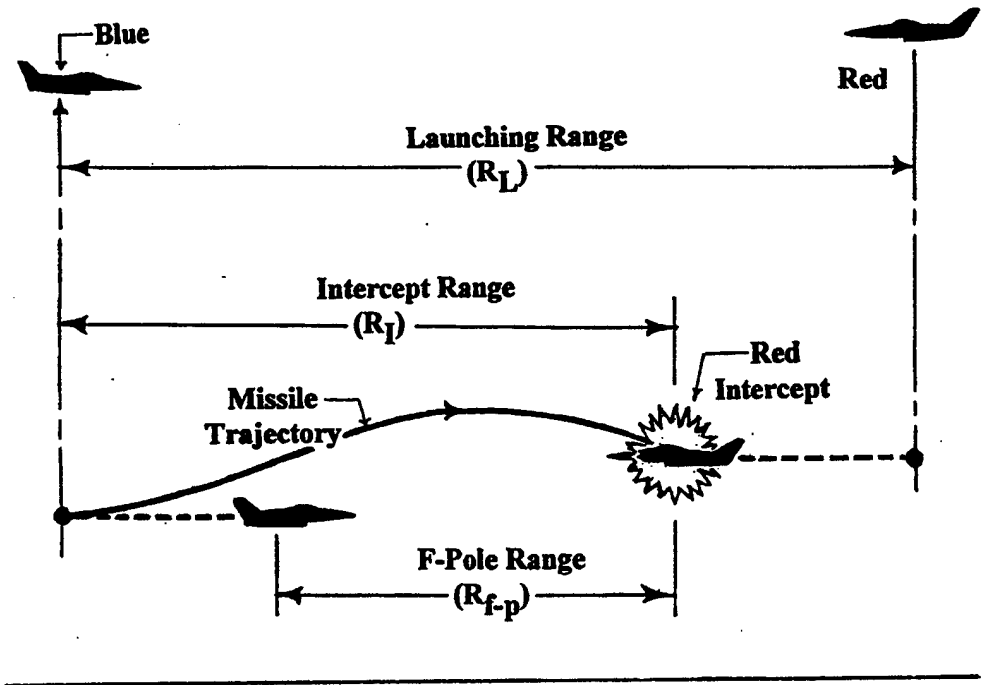 Blue
Red
Launching Range
(RL)
Intercept Range
(RI)
Red
Intercept
Missile
Trajectory
F-Pole Range
(Rf-p)